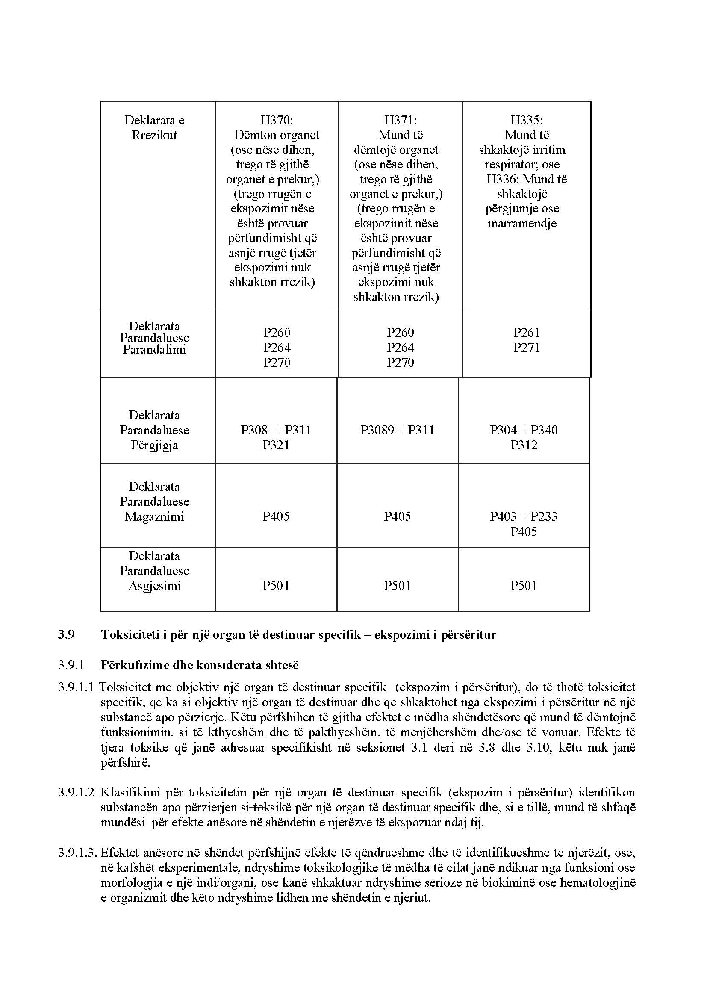 Deklarata e
Rrezikut
H370:
Dëmton organet
(ose nëse dihen,
trego të gjithë
organet e prekur,)
(trego rrugën e
ekspozimit nëse
është provuar
përfundimisht që
asnjë rrugë tjetër
ekspozimi nuk
shkakton rrezik)
H371:
Mund të
dëmtojë organet
(ose nëse dihen,
trego të gjithë
organet e prekur,)
(trego rrugën e
ekspozimit nëse
është provuar
përfundimisht që
asnjë rrugë tjetër
ekspozimi nuk
shkakton rrezik)
H335:
Mund të
shkaktojë irritim
respirator; ose
H336: Mund të
shkaktojë
përgjumje ose
marramendje
Deklarata
Parandaluese
Parandalimi
P260
P264
P270
P260
P264
P270
P261
P271
Deklarata
Parandaluese
Përgjigja
P308 + P311
P321
P3089 + P311
P304 + P340
P312
Deklarata
Parandaluese
Magaznimi
P405
P405
P403 + P233
P405
Deklarata
Parandaluese
Asgjesimi
P501
P501
P501
3.9 Toksiciteti i për një organ të destinuar specifik – ekspozimi i përsëritur
3.9.1 Përkufizime dhe konsiderata shtesë
3.9.1.1 Toksicitet me objektiv një organ të destinuar specifik (ekspozim i përsëritur), do të thotë toksicitet
specifik, qe ka si objektiv një organ të destinuar dhe qe shkaktohet nga ekspozimi i përsëritur në një
substancë apo përzierje. Këtu përfshihen të gjitha efektet e mëdha shëndetësore që mund të dëmtojnë
funksionimin, si të kthyeshëm dhe të pakthyeshëm, të menjëhershëm dhe/ose të vonuar. Efekte të
tjera toksike që janë adresuar specifikisht në seksionet 3.1 deri në 3.8 dhe 3.10, këtu nuk janë
përfshirë.
3.9.1.2 Klasifikimi për toksicitetin për një organ të destinuar specifik (ekspozim i përsëritur) identifikon
substancën apo përzierjen si toksikë për një organ të destinuar specifik dhe, si e tillë, mund të shfaqë
mundësi për efekte anësore në shëndetin e njerëzve të ekspozuar ndaj tij.
3.9.1.3. Efektet anësore në shëndet përfshijnë efekte të qëndrueshme dhe të identifikueshme te njerëzit, ose,
në kafshët eksperimentale, ndryshime toksikologjike të mëdha të cilat janë ndikuar nga funksioni ose
morfologjia e një indi/organi, ose kanë shkaktuar ndryshime serioze në biokiminë ose hematologjinë
e organizmit dhe këto ndryshime lidhen me shëndetin e njeriut.